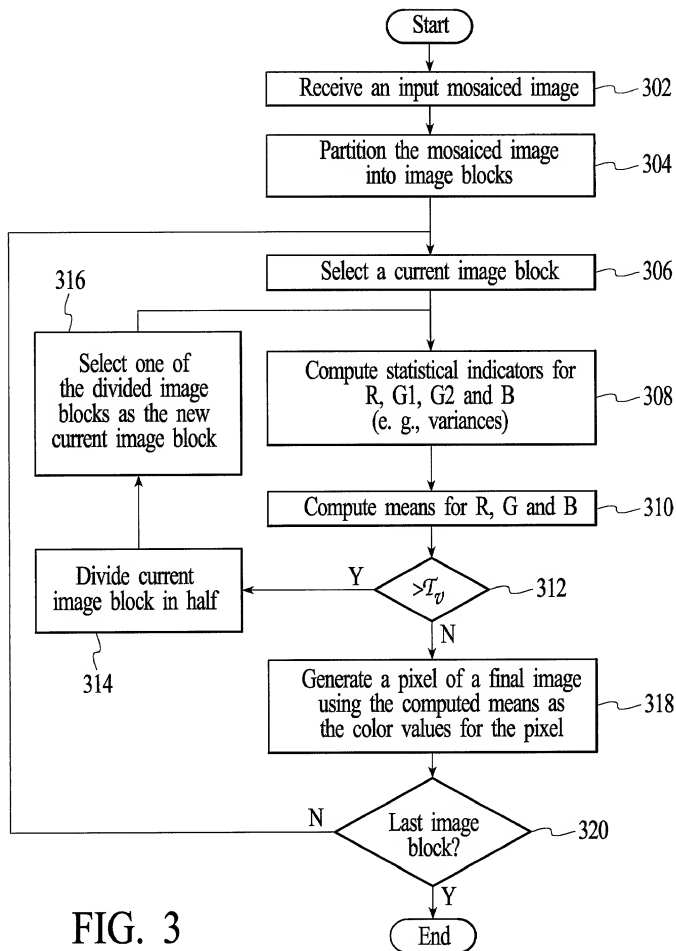 Start
Receive an input mosaiced image
302
Partition the mosaiced image
into image blocks
304
Select a current image block
306
316
Select one of
the divided image
blocks as the new
current image block
Compute statistical indicators for
R, G1, G2 and B
(e. g., variances)
308
Compute means for R, G and B
310
Divide current
image block in half
314
Y
>Tv
312
N
Generate a pixel of a final image
using the computed means as
the color values for the pixel
318
N
Last image
block?
320
Y
End
FIG. 3